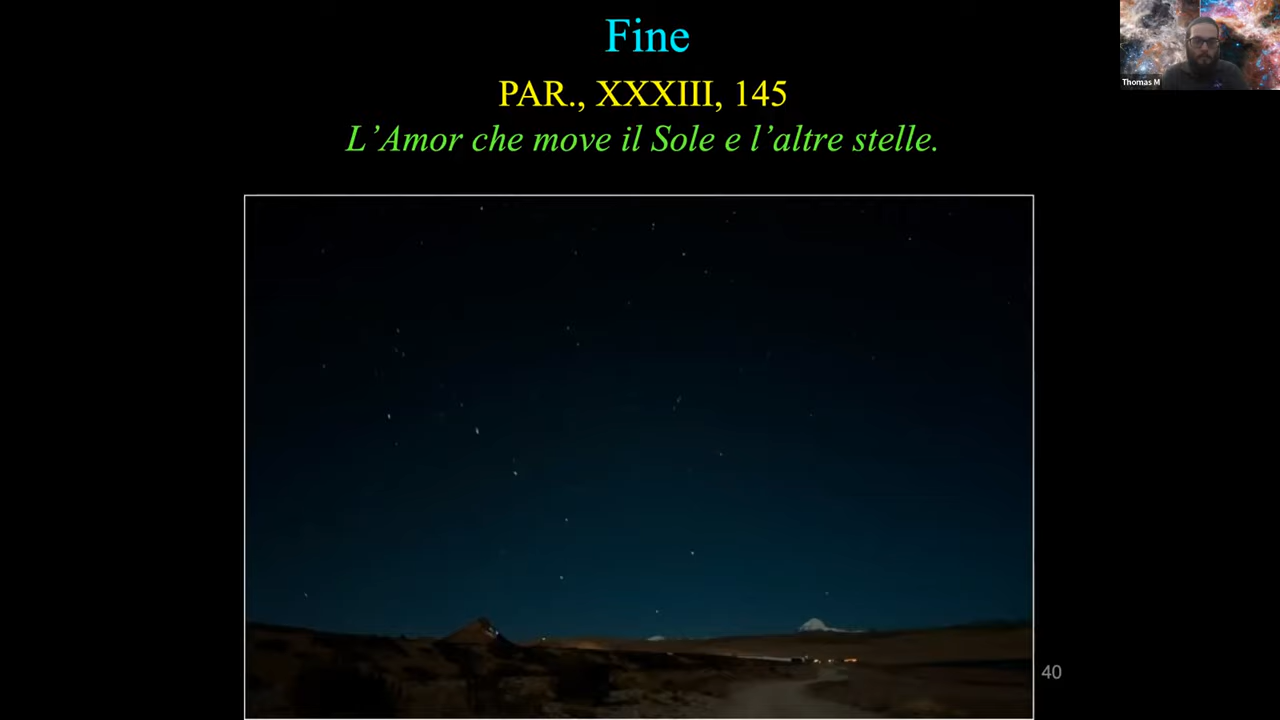 Fine
PAR., XXXIII, 145
L’Amor che move il Sole e l’altre stelle.
Thomas M
40